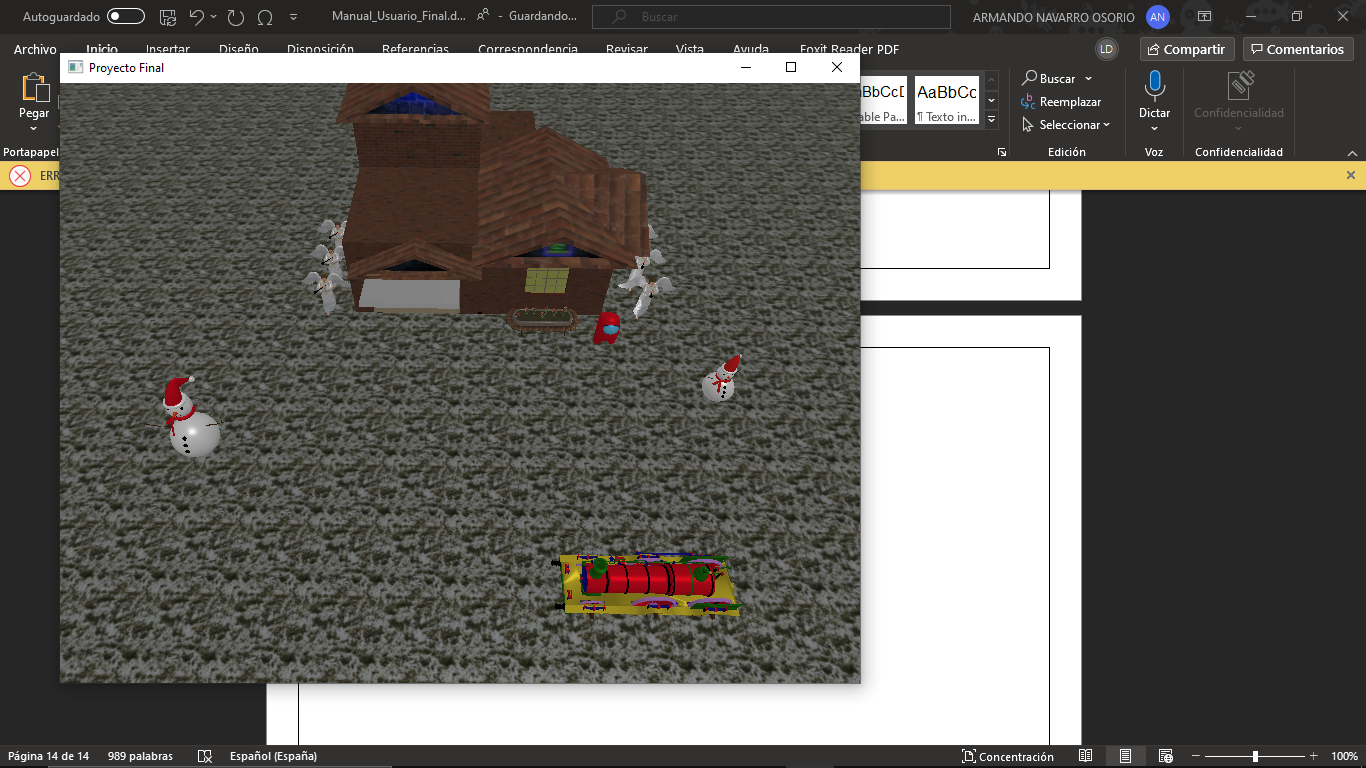 Autoguardado
Manual_Usuario_Final.d...
- Guardando...
Buscar
ARMANDO NAVARRO OSORIO
AN
Archivo
Inicio
Insertar
Diseño
Disposición
Referencias
Correspondencia
Revisar
Vista
Ayuda
Foxit Reader PDF
LD
Compartir
Comentarios
Proyecto Final
Pegar
Portapapel
AaBbCc
able Pa...
¶ Texto in...
Buscar
Reemplazar
Seleccionar
Edición
Dictar
Voz
Confidencialidad
Confidencialidad
ERR
Página 14 de 14
989 palabras
Español (España)
Concentración
100%